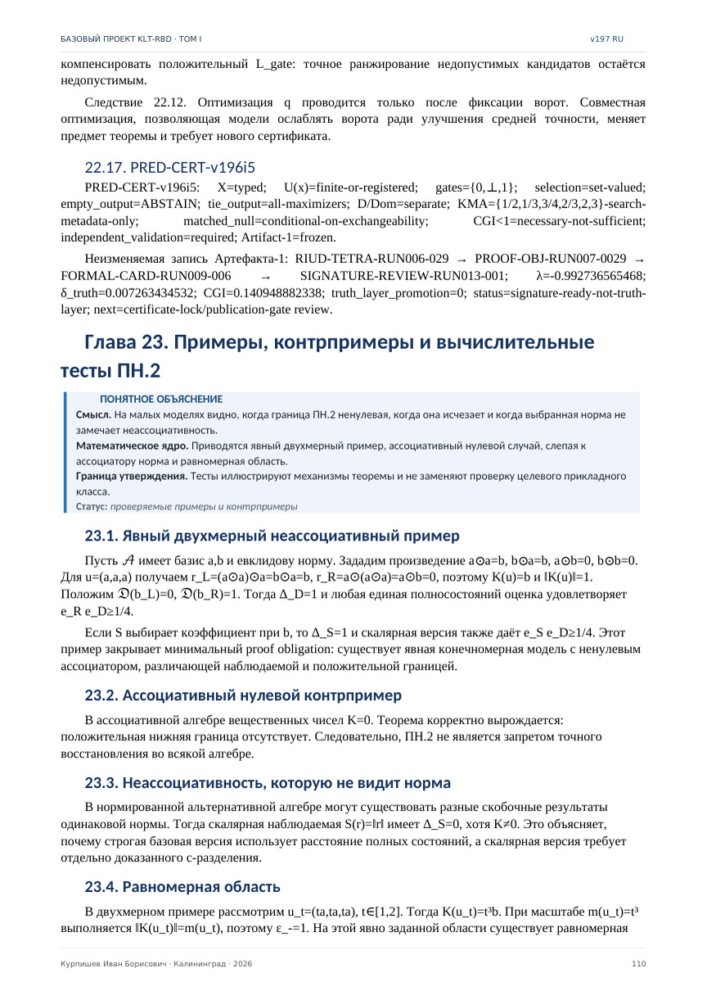 БАЗОВЫЙ ПРОЕКТ KLT-RBD · ТОМ I
v197 RU
компенсировать положительный L_gate: точное ранжирование недопустимых кандидатов остаётся
недопустимым.
Следствие 22.12. Оптимизация q проводится только после фиксации ворот. Совместная
оптимизация, позволяющая модели ослаблять ворота ради улучшения средней точности, меняет
предмет теоремы и требует нового сертификата.
22.17. PRED-CERT-v196i5
PRED-CERT-v196i5: X=typed; U(x)=finite-or-registered; gates={0,⊥,1}; selection=set-valued;
empty_output=ABSTAIN; tie_output=all-maximizers; D/Dom=separate; KMA={1/2,1/3,3/4,2/3,2,3}-search-
metadata-only; matched_null=conditional-on-exchangeability; CGI<1=necessary-not-sufficient;
independent_validation=required; Artifact-1=frozen.
Неизменяемая запись Артефакта-1: RIUD-TETRA-RUN006-029 → PROOF-OBJ-RUN007-0029 →
FORMAL-CARD-RUN009-006 → SIGNATURE-REVIEW-RUN013-001; λ=-0.992736565468;
δ_truth=0.007263434532; CGI=0.140948882338; truth_layer_promotion=0; status=signature-ready-not-truth-
layer; next=certificate-lock/publication-gate review.
Глава 23. Примеры, контрпримеры и вычислительные
тесты ПН.2
ПОНЯТНОЕ ОБЪЯСНЕНИЕ
Смысл. На малых моделях видно, когда граница ПН.2 ненулевая, когда она исчезает и когда выбранная норма не
замечает неассоциативность.
Математическое ядро. Приводятся явный двухмерный пример, ассоциативный нулевой случай, слепая к
ассоциатору норма и равномерная область.
Граница утверждения. Тесты иллюстрируют механизмы теоремы и не заменяют проверку целевого прикладного
класса.
Статус: проверяемые примеры и контрпримеры
23.1. Явный двухмерный неассоциативный пример
Пусть 𝒜 имеет базис a,b и евклидову норму. Зададим произведение a⊙a=b, b⊙a=b, a⊙b=0, b⊙b=0.
Для u=(a,a,a) получаем r_L=(a⊙a)⊙a=b⊙a=b, r_R=a⊙(a⊙a)=a⊙b=0, поэтому K(u)=b и ‖K(u)‖=1.
Положим 𝔇(b_L)=0, 𝔇(b_R)=1. Тогда Δ_D=1 и любая единая полносостояний оценка удовлетворяет
e_R e_D≥1/4.
Если S выбирает коэффициент при b, то Δ_S=1 и скалярная версия также даёт e_S e_D≥1/4. Этот
пример закрывает минимальный proof obligation: существует явная конечномерная модель с ненулевым
ассоциатором, различающей наблюдаемой и положительной границей.
23.2. Ассоциативный нулевой контрпример
В ассоциативной алгебре вещественных чисел K=0. Теорема корректно вырождается:
положительная нижняя граница отсутствует. Следовательно, ПН.2 не является запретом точного
восстановления во всякой алгебре.
23.3. Неассоциативность, которую не видит норма
В нормированной альтернативной алгебре могут существовать разные скобочные результаты
одинаковой нормы. Тогда скалярная наблюдаемая S(r)=‖r‖ имеет Δ_S=0, хотя K≠0. Это объясняет,
почему строгая базовая версия использует расстояние полных состояний, а скалярная версия требует
отдельно доказанного c-разделения.
23.4. Равномерная область
В двухмерном примере рассмотрим u_t=(ta,ta,ta), t∈[1,2]. Тогда K(u_t)=t³b. При масштабе m(u_t)=t³
выполняется ‖K(u_t)‖=m(u_t), поэтому ε_-=1. На этой явно заданной области существует равномерная
Курпишев Иван Борисович · Калининград · 2026
110